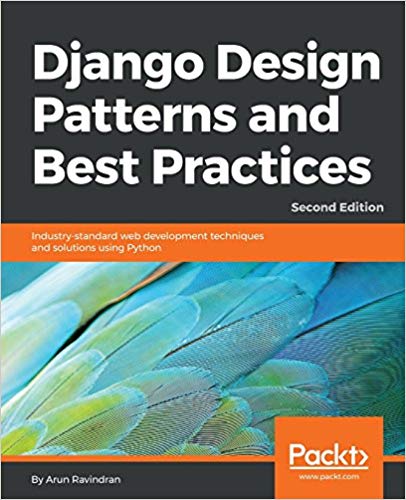 Django Design
Patterns and
Best Practices
Second Edition
Industry-standard web development techniques
and solutions using Python
By Arun Ravindran
Packt>
www.packt.com